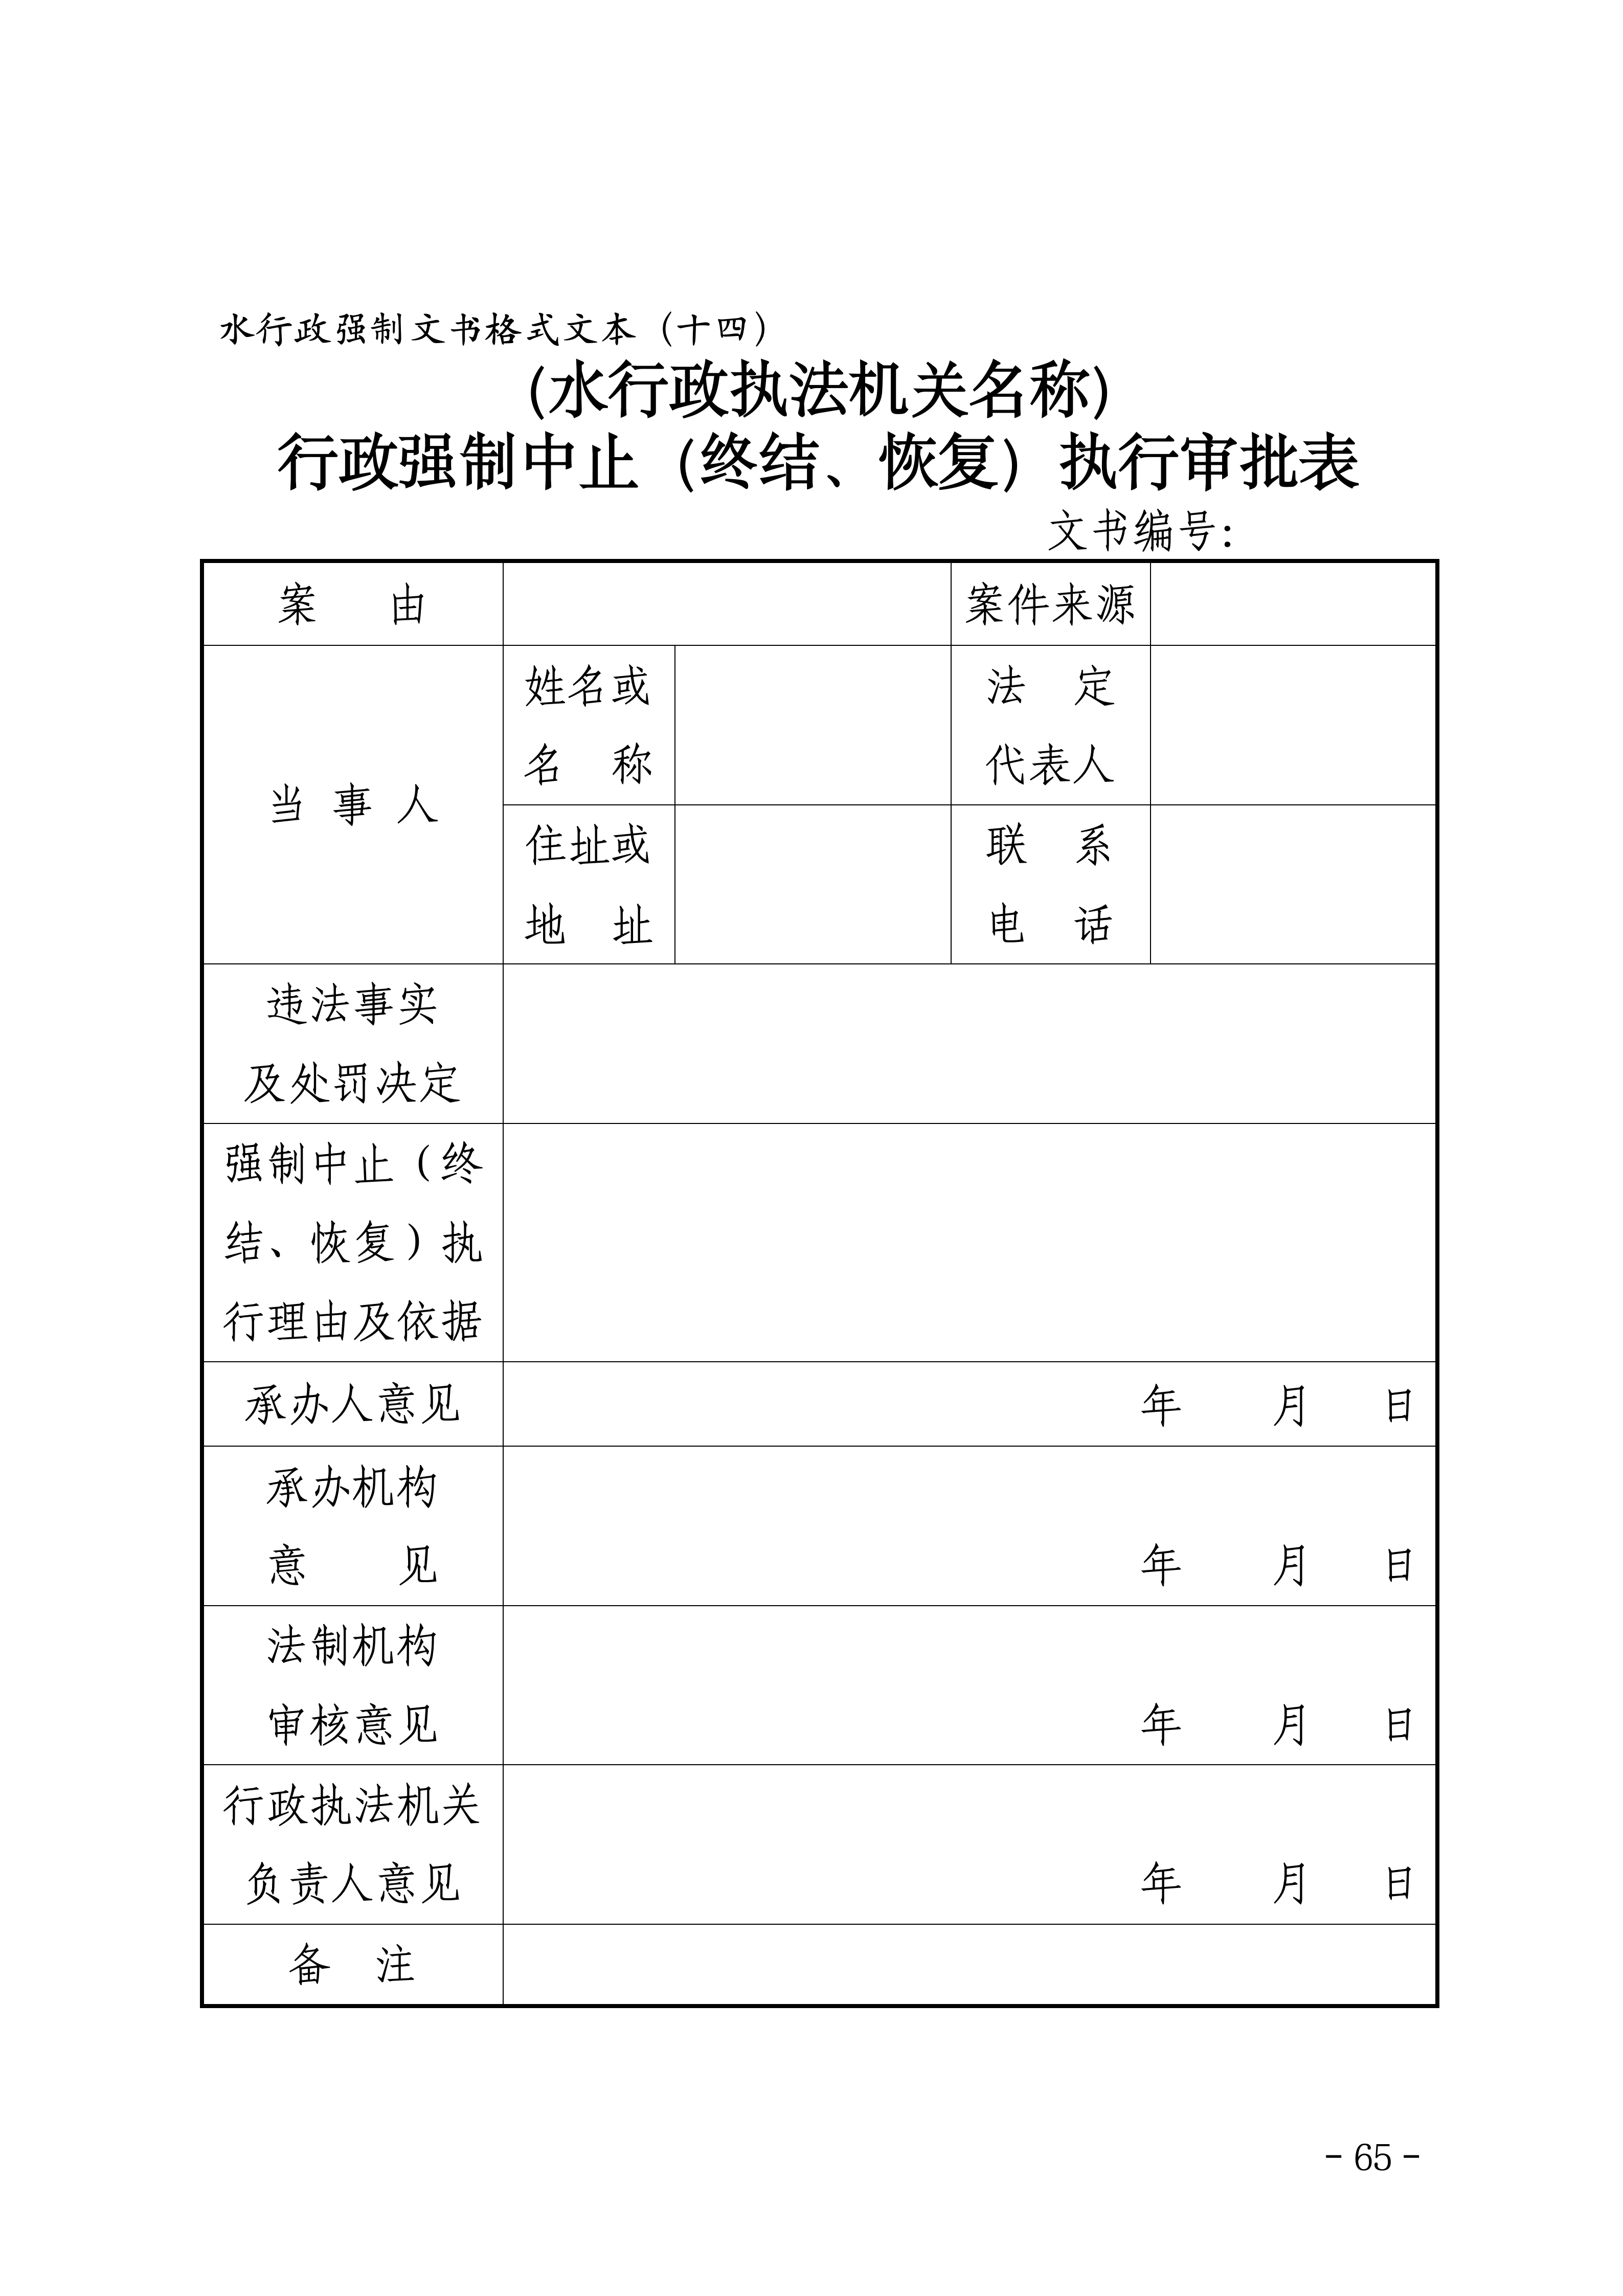 水行政强制文书格式文本（十四）
（水行政执法机关名称）
行政强制中止（终结、恢复）执行审批表
文书编号：
案　由　　案件来源
当 事 人
姓名或　　法　定
名　称　　代表人
住址或　　联　系
地　址　　电　话
违法事实
及处罚决定
强制中止（终
结、恢复）执
行理由及依据
承办人意见　　年　月　日
承办机构
意　见　　年　月　日
法制机构
审核意见　　年　月　日
行政执法机关
负责人意见　　年　月　日
备　注
- 65 -